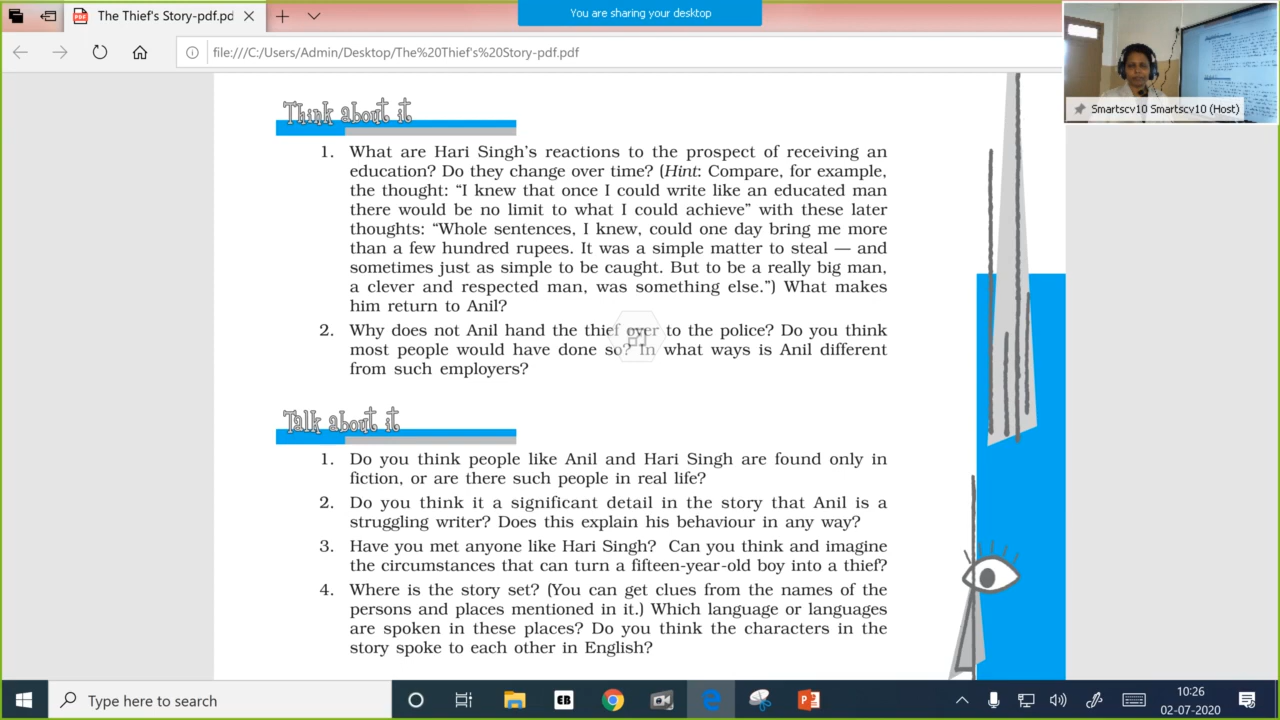 The Thief's Story-pdf.pd
You are sharing your desktop
file:///C:/Users/Admin/Desktop/The%20Thief's%20Story-pdf.pdf
Smartscv10 Smartscv10 (Host)
Think about it
1. What are Hari Singh's reactions to the prospect of receiving an
education? Do they change over time? (Hint: Compare, for example,
the thought: “I knew that once I could write like an educated man
there would be no limit to what I could achieve” with these later
thoughts: “Whole sentences, I knew, could one day bring me more
than a few hundred rupees. It was a simple matter to steal — and
sometimes just as simple to be caught. But to be a really big man,
a clever and respected man, was something else.”) What makes
him return to Anil?
2. Why does not Anil hand the thief over to the police? Do you think
most people would have done so? In what ways is Anil different
from such employers?
Talk about it
1. Do you think people like Anil and Hari Singh are found only in
fiction, or are there such people in real life?
2. Do you think it a significant detail in the story that Anil is a
struggling writer? Does this explain his behaviour in any way?
3. Have you met anyone like Hari Singh? Can you think and imagine
the circumstances that can turn a fifteen-year-old boy into a thief?
4. Where is the story set? (You can get clues from the names of the
persons and places mentioned in it.) Which language or languages
are spoken in these places? Do you think the characters in the
story spoke to each other in English?
Type here to search
10:26
02-07-2020